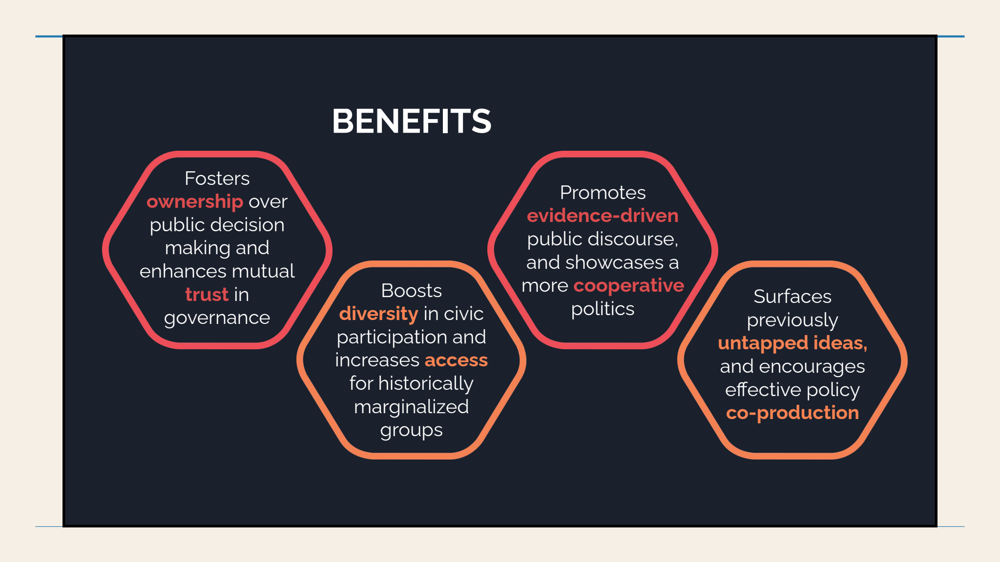 BENEFITS
Fosters
ownership over
public decision
making and
enhances mutual
trust in
governance
Boosts
diversity in civic
participation and
increases access
for historically
marginalized
groups
Promotes
evidence-driven
public discourse,
and showcases a
more cooperative
politics
Surfaces
previously
untapped ideas,
and encourages
effective policy
co-production